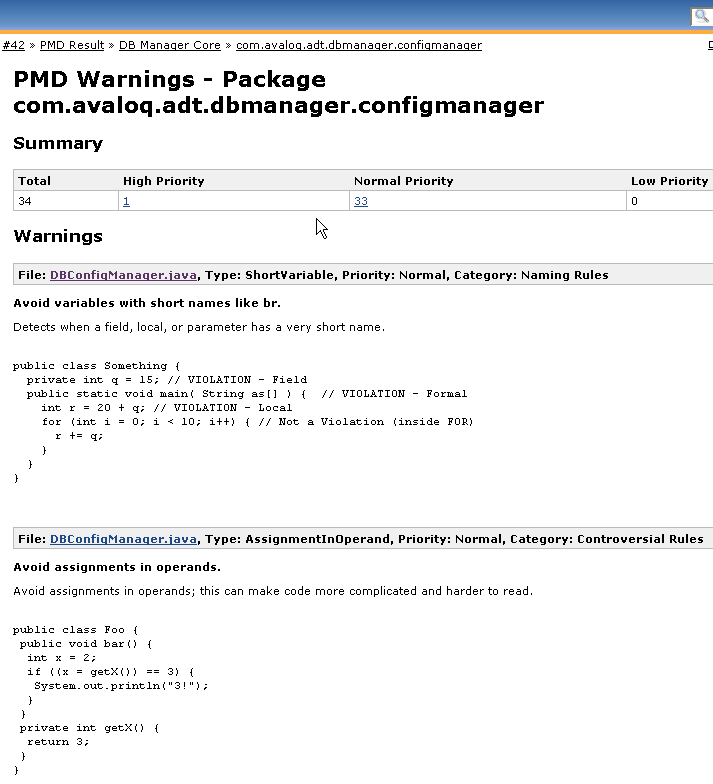 #42 » PMD Result » DB Manager Core » com.avaloq.adt.dbmanager.configmanager
PMD Warnings - Package
com.avaloq.adt.dbmanager.configmanager
Summary
Total High Priority Normal Priority Low Priority
34 1 33 0
Warnings
File: DBConfigManager.java, Type: ShortVariable, Priority: Normal, Category: Naming Rules
Avoid variables with short names like br.
Detects when a field, local, or parameter has a very short name.
public class Something {
private int q = 15; // VIOLATION - Field
public static void main( String as[] ) { // VIOLATION - Formal
int r = 20 + q; // VIOLATION - Local
for (int i = 0; i < 10; i++) { // Not a Violation (inside FOR)
r += q;
}
}
}
File: DBConfigManager.java, Type: AssignmentInOperand, Priority: Normal, Category: Controversial Rules
Avoid assignments in operands.
Avoid assignments in operands; this can make code more complicated and harder to read.
public class Foo {
public void bar() {
int x = 2;
if ((x = getX()) == 3) {
System.out.println("3!");
}
}
private int getX() {
return 3;
}
}